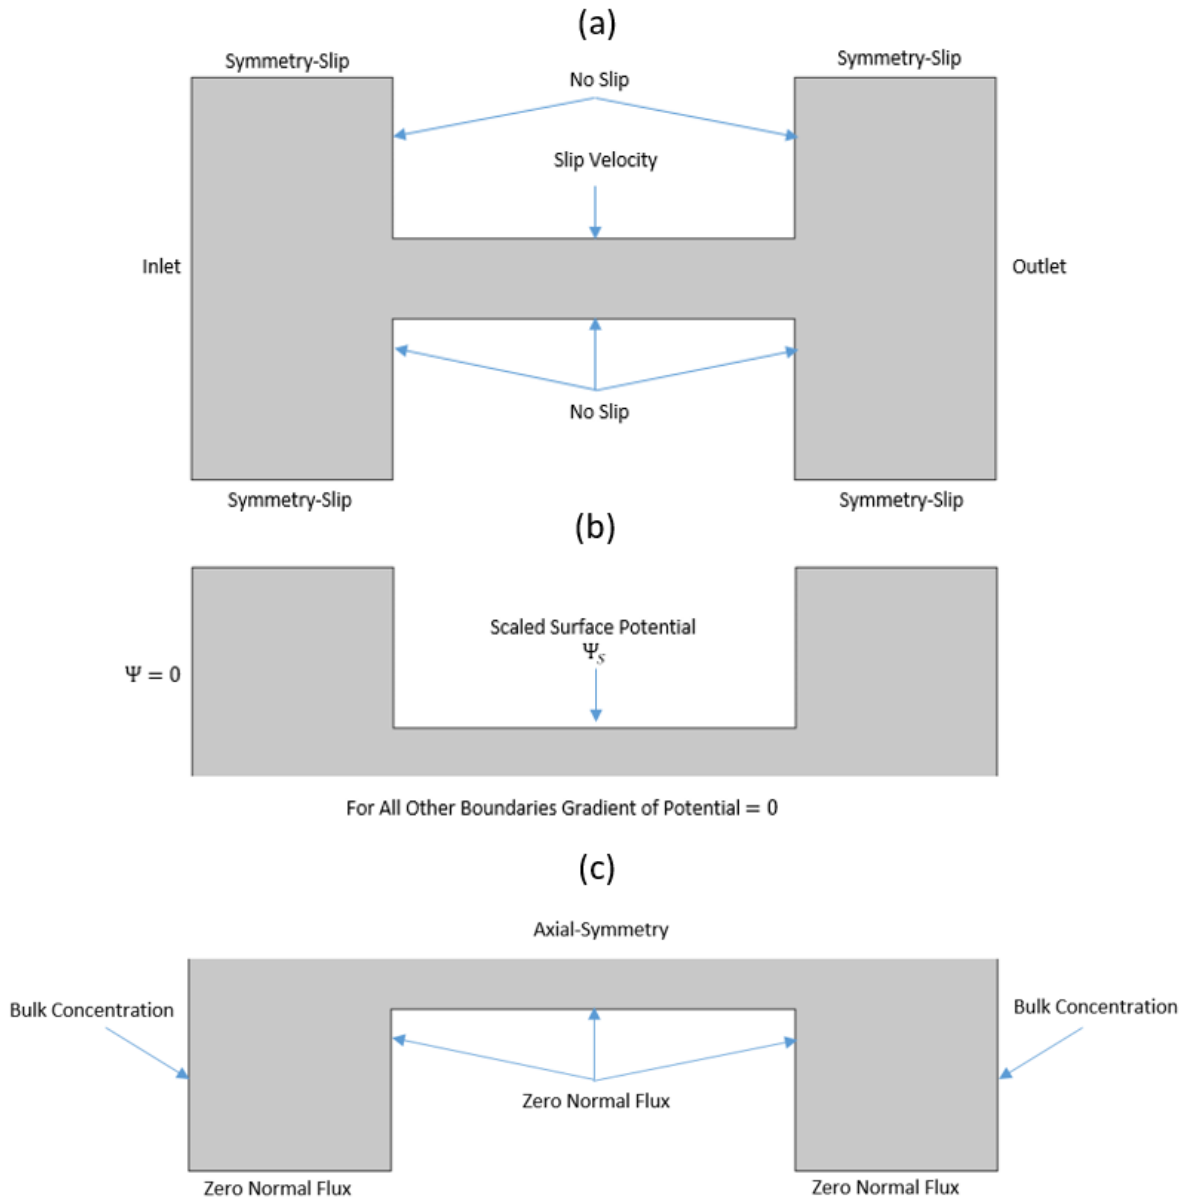 (a)
Symmetry-Slip
Symmetry-Slip
No Slip
Slip Velocity
Inlet
Outlet
No Slip
Symmetry-Slip
Symmetry-Slip
(b)
Scaled Surface Potential
Ψ = 0
Ψₛ
For All Other Boundaries Gradient of Potential = 0
(c)
Axial-Symmetry
Bulk Concentration
Bulk Concentration
Zero Normal Flux
Zero Normal Flux
Zero Normal Flux